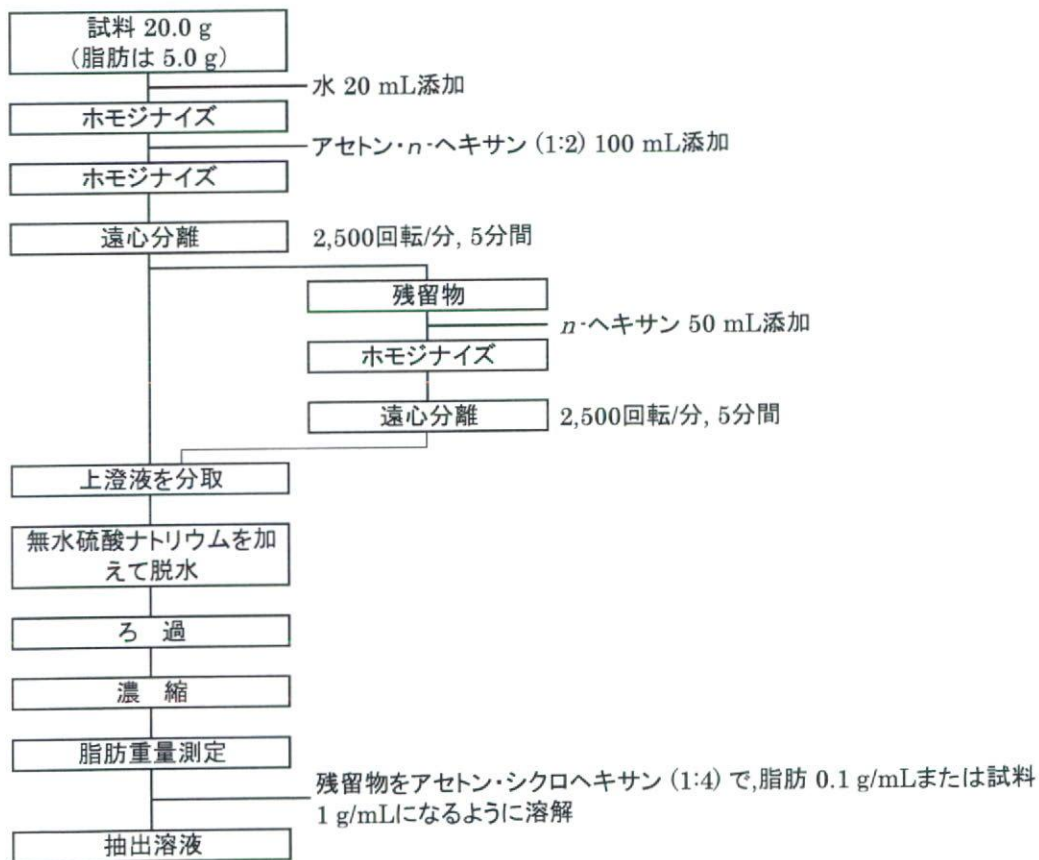 試料 20.0 g
(脂肪は 5.0 g)
水 20 mL添加
ホモジナイズ
アセトン・n-ヘキサン (1:2) 100 mL添加
ホモジナイズ
遠心分離
2,500回転/分, 5分間
残留物
n-ヘキサン 50 mL添加
ホモジナイズ
遠心分離
2,500回転/分, 5分間
上澄液を分取
無水硫酸ナトリウムを加
えて脱水
ろ 過
濃 縮
脂肪重量測定
残留物をアセトン・シクロヘキサン (1:4) で,脂肪 0.1 g/mLまたは試料
1 g/mLになるように溶解
抽出溶液